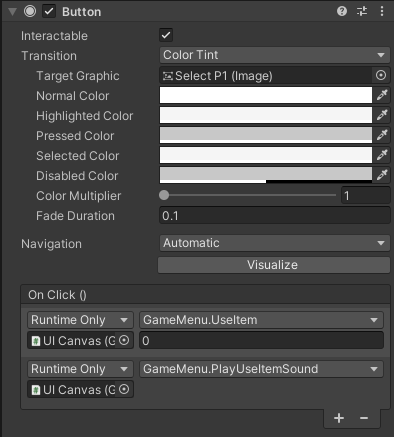 Button
Interactable
Transition Color Tint
Target Graphic Select P1 (Image)
Normal Color
Highlighted Color
Pressed Color
Selected Color
Disabled Color
Color Multiplier 1
Fade Duration 0.1
Navigation Automatic
Visualize
On Click ()
Runtime Only GameMenu.UseItem
UI Canvas (G 0
Runtime Only GameMenu.PlayUseItemSound
UI Canvas (G